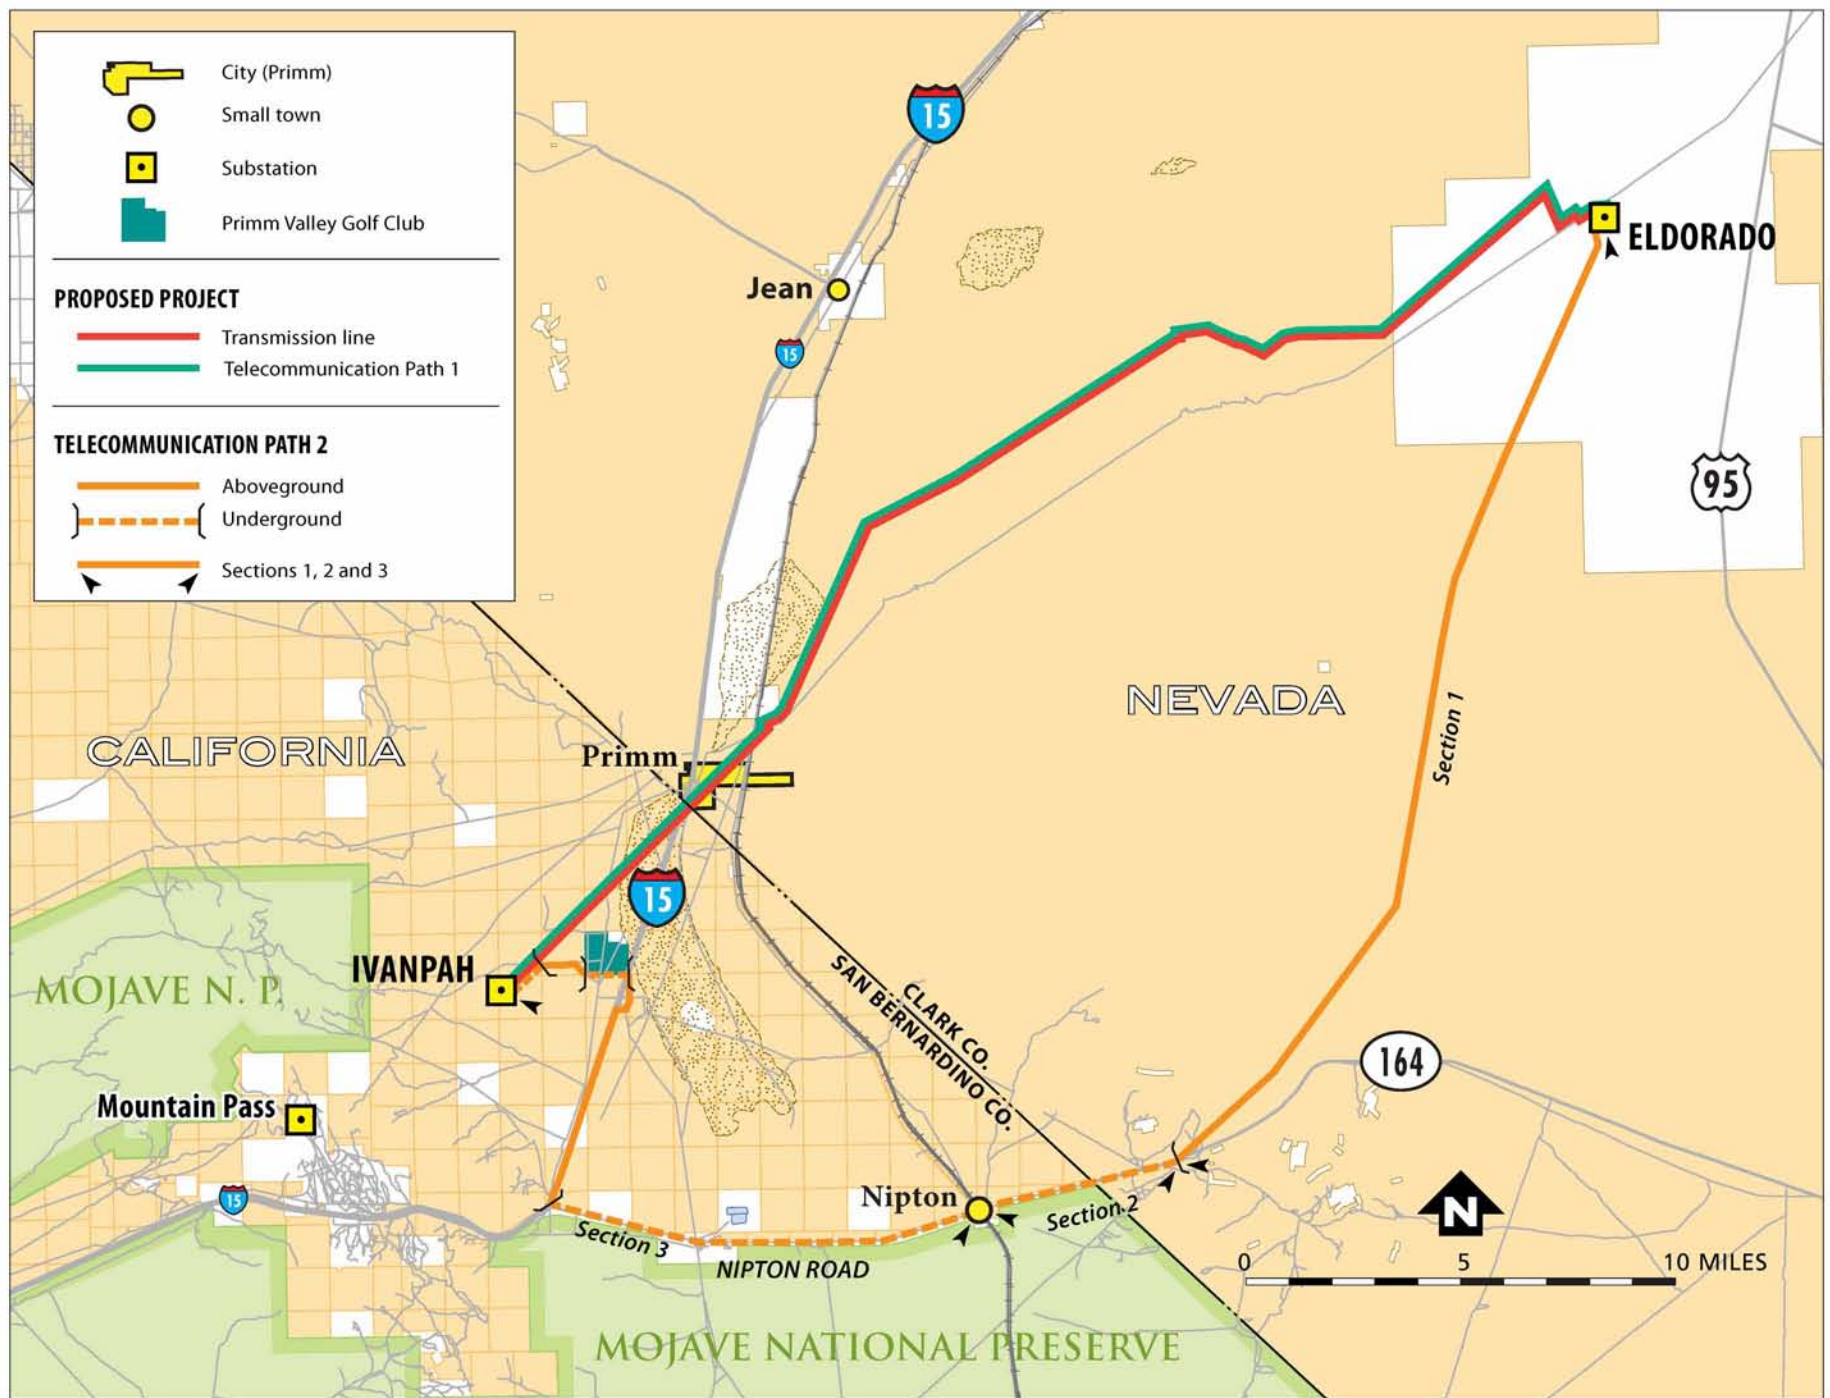 City (Primm)
Small town
Substation
Primm Valley Golf Club
PROPOSED PROJECT
Transmission line
Telecommunication Path 1
TELECOMMUNICATION PATH 2
Aboveground
Underground
Sections 1, 2 and 3
15
ELDORADO
Jean
15
95
NEVADA
Section 1
CALIFORNIA
Primm
15
IVANPAH
MOJAVE N. P.
CLARK CO.
SAN BERNARDINO CO.
164
Mountain Pass
15
Nipton
Section 2
Section 3
NIPTON ROAD
N
0 5 10 MILES
MOJAVE NATIONAL PRESERVE